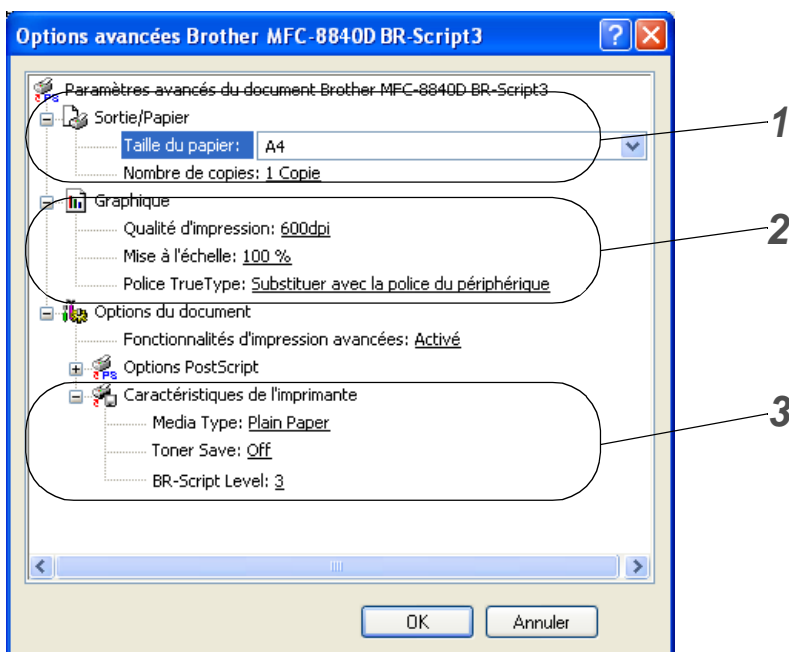 Options avancées Brother MFC-8840D BR-Script3
Paramètres avancés du document Brother MFC-8840D BR-Script3
Sortie/Papier
Taille du papier: A4
1
Nombre de copies: 1 Copie
Graphique
Qualité d'impression: 600dpi
2
Mise à l'échelle: 100 %
Police TrueType: Substituer avec la police du périphérique
Options du document
Fonctionnalités d'impression avancées: Activé
Options PostScript
Caractéristiques de l'imprimante
Media Type: Plain Paper
3
Toner Save: Off
BR-Script Level: 3
OK Annuler